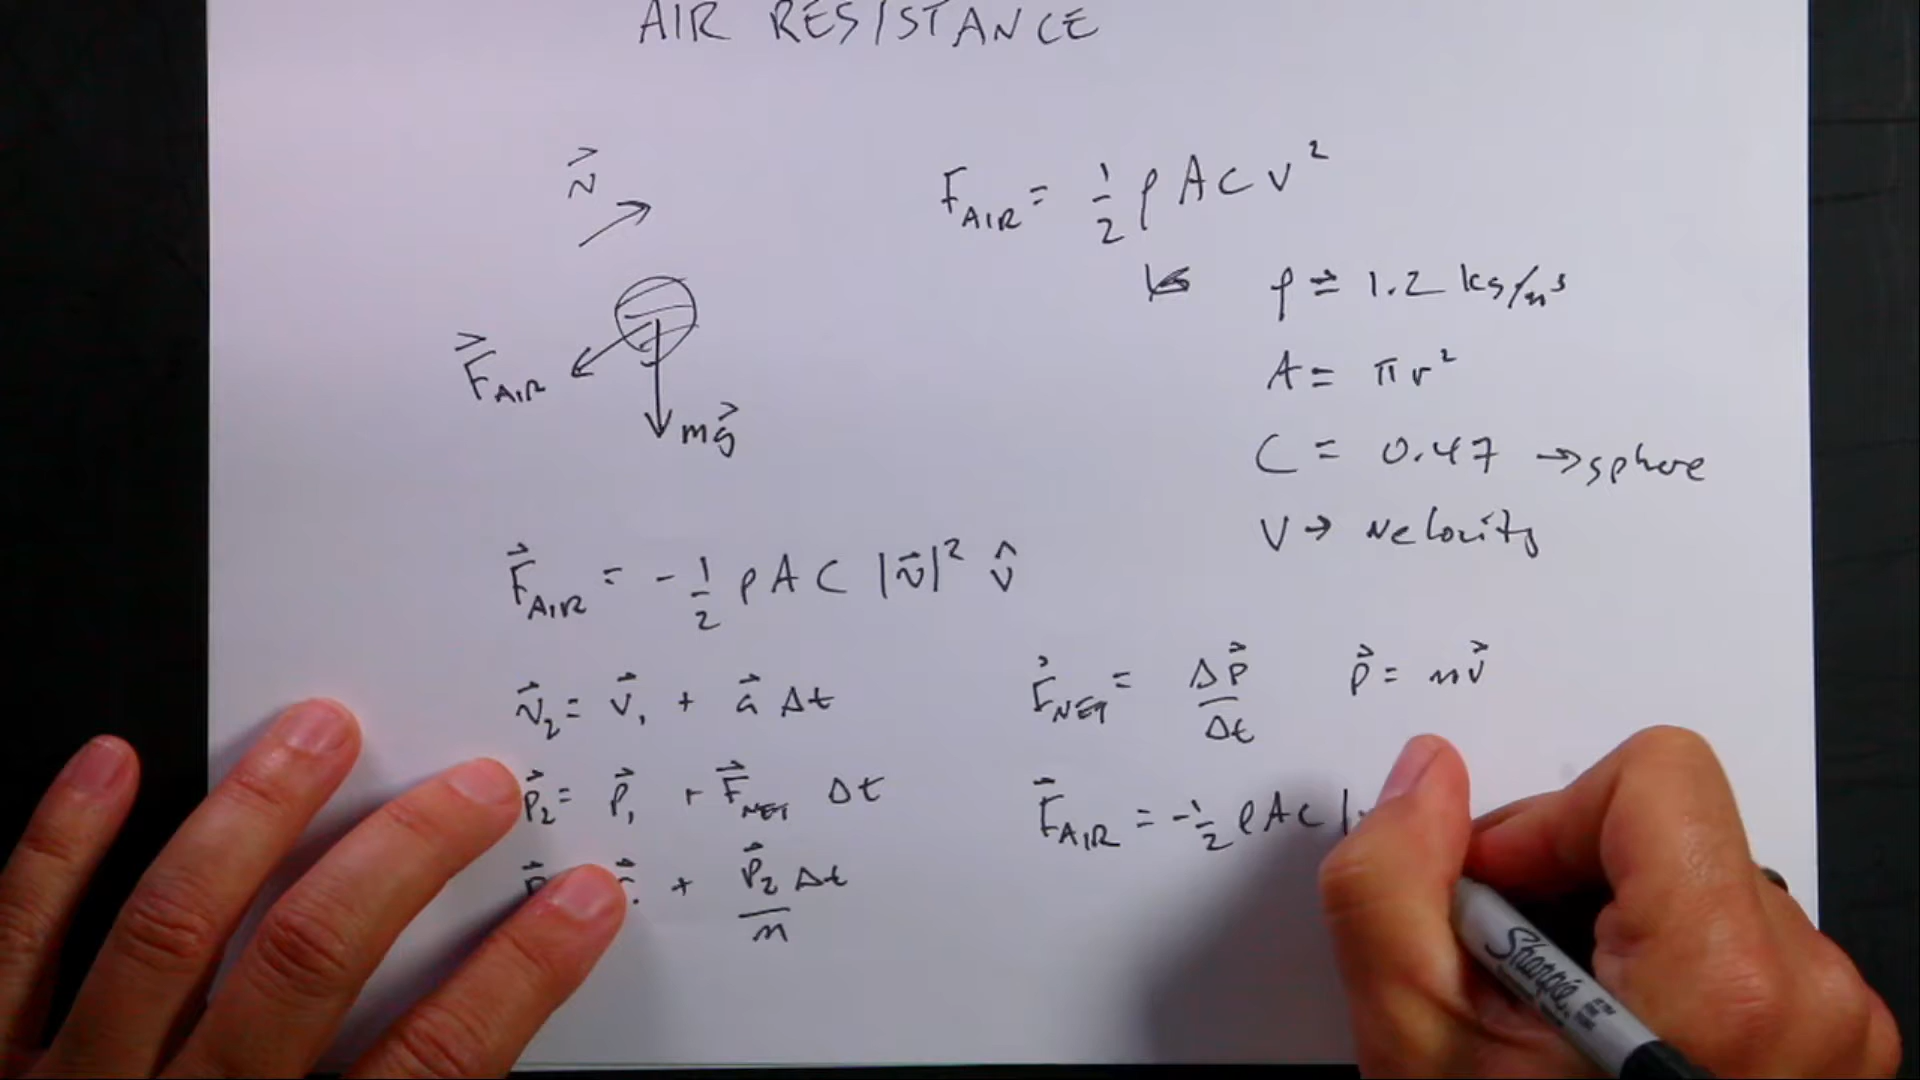 AIR RESISTANCE
v⃗
F_AIR = 1/2 ρ A C v²
ρ = 1.2 kg/m³
F⃗_AIR
A = πr²
mg⃗
C = 0.47 → sphere
V → velocity
F⃗_AIR = - 1/2 ρ A C |v⃗|² v̂
F⃗_NET = Δp⃗/Δt p⃗ = mv⃗
v⃗₂ = v⃗₁ + a⃗ Δt
p⃗₂ = p⃗₁ + F⃗_NET Δt
F⃗_AIR = - 1/2 ρ A C |
+ p⃗₂/m Δt
Sharpie